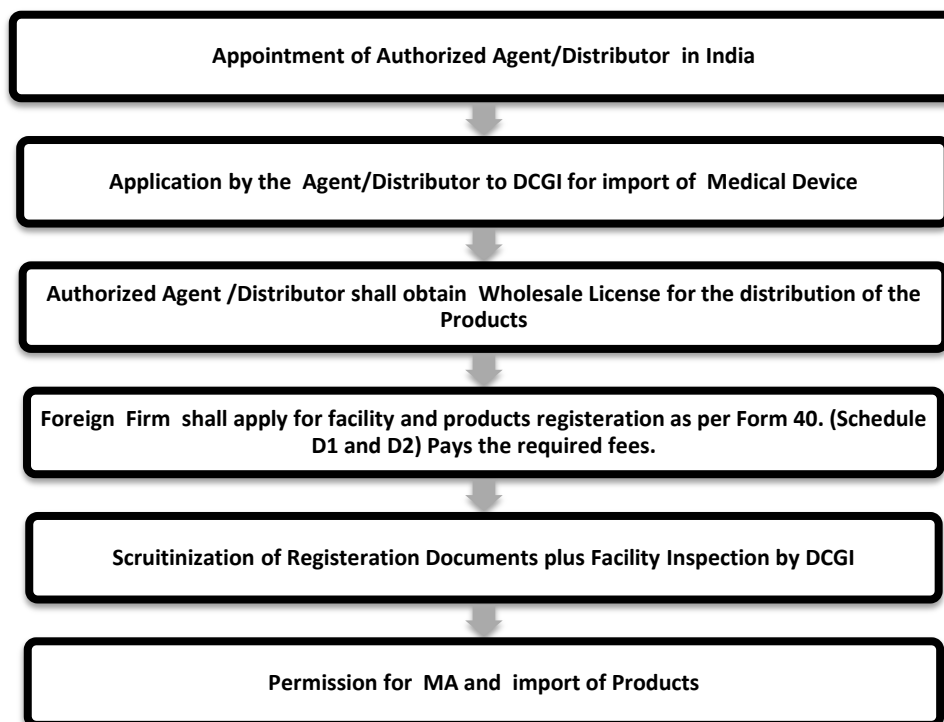 Appointment of Authorized Agent/Distributor in India
Application by the Agent/Distributor to DCGI for import of Medical Device
Authorized Agent /Distributor shall obtain Wholesale License for the distribution of the
Products
Foreign Firm shall apply for facility and products registeration as per Form 40. (Schedule
D1 and D2) Pays the required fees.
Scruitinization of Registeration Documents plus Facility Inspection by DCGI
Permission for MA and import of Products